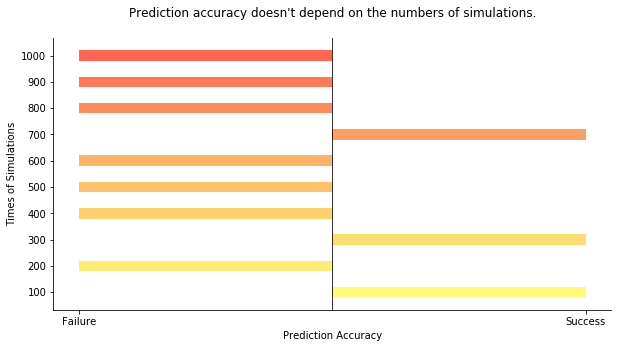 Prediction accuracy doesn't depend on the numbers of simulations.
1000
900
800
700
600
500
400
300
200
100
Times of Simulations
Failure
Success
Prediction Accuracy